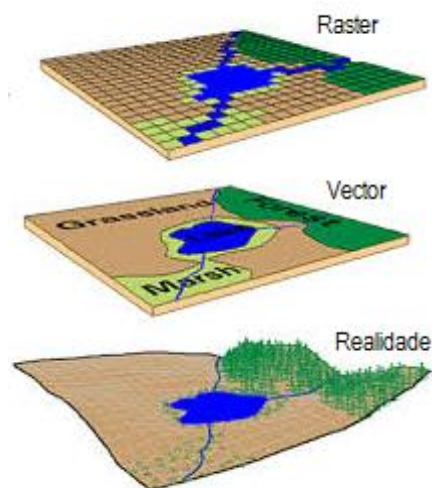 Raster
Vector
Grassland
Forest
Lake
Marsh
Realidade